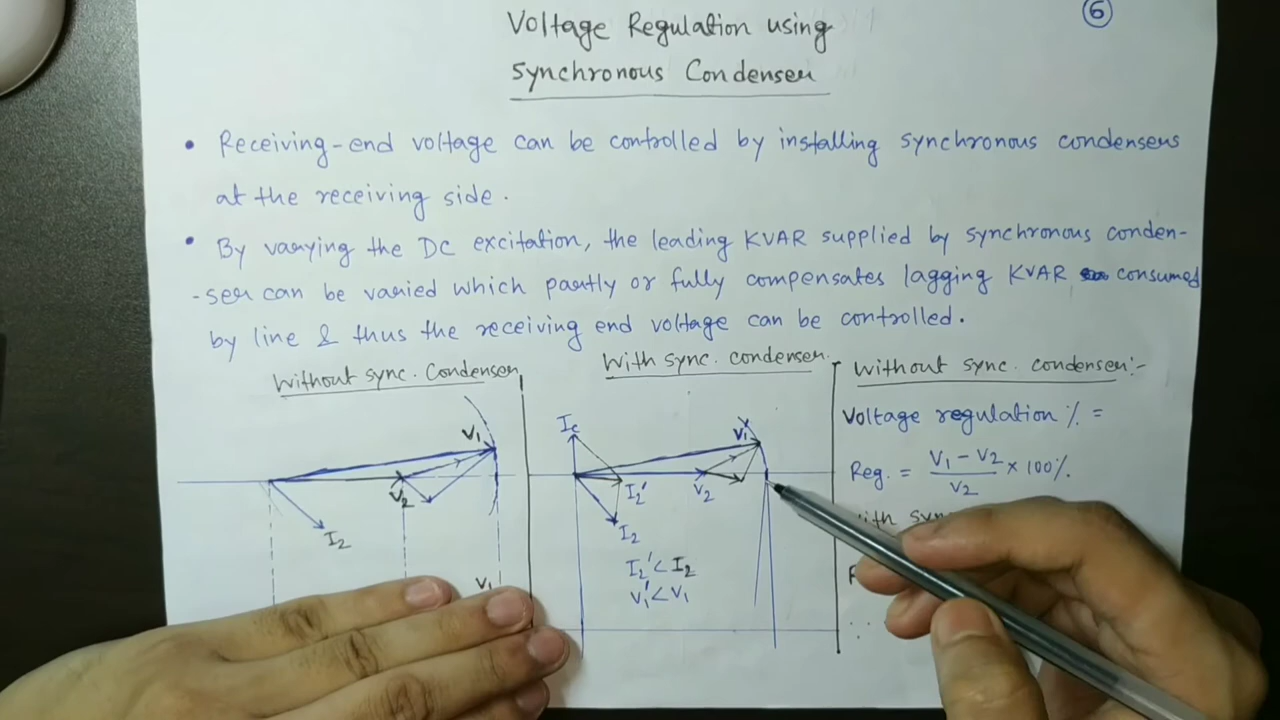 6
Voltage Regulation using
Synchronous Condenser
• Receiving-end voltage can be controlled by installing synchronous condensers
at the receiving side.
• By varying the DC excitation, the leading KVAR supplied by synchronous conden-
-ser can be varied which partly or fully compensates lagging KVAR consumed
by line & thus the receiving end voltage can be controlled.
Without sync. Condenser
V1
V2
I2
V1
With sync. condenser
Ic
V1'
I2'
V2
I2
I2' < I2
V1' < V1
Without sync. condenser:-
Voltage regulation % =
Reg. = V1 - V2 / V2 × 100%
with syn